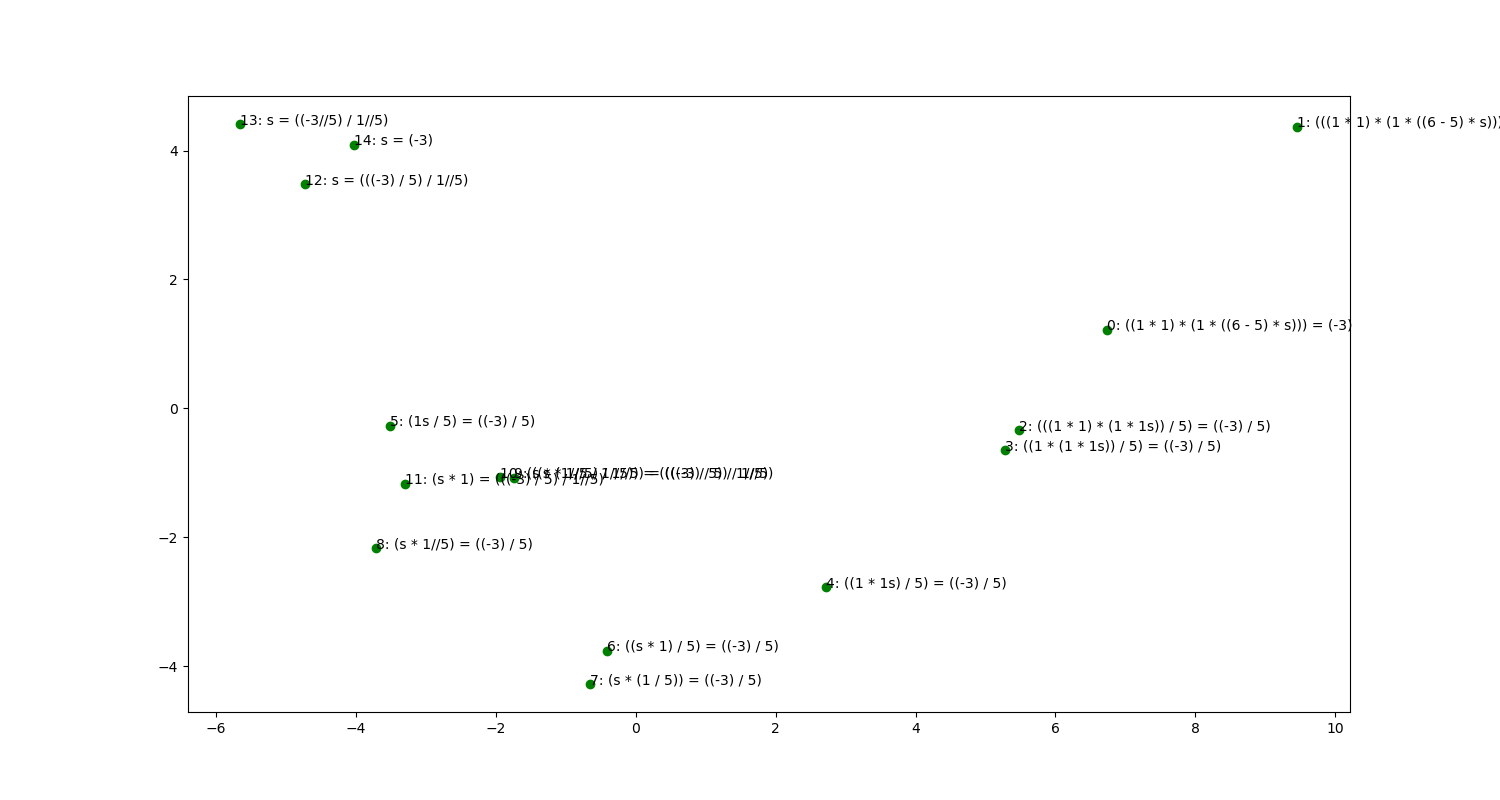 13: s = ((-3//5) / 1//5)
1: (((1 * 1) * (1 * ((6 - 5) * s)))
14: s = (-3)
4
12: s = (((-3) / 5) / 1//5)
2
0: ((1 * 1) * (1 * ((6 - 5) * s))) = (-3)
0
5: (1s / 5) = ((-3) / 5)
2: (((1 * 1) * (1 * 1s)) / 5) = ((-3) / 5)
3: ((1 * (1 * 1s)) / 5) = ((-3) / 5)
11: (s * 1) = (((-3) / 5) / 1//5)
−2
8: (s * 1//5) = ((-3) / 5)
4: ((1 * 1s) / 5) = ((-3) / 5)
−4
6: ((s * 1) / 5) = ((-3) / 5)
7: (s * (1 / 5)) = ((-3) / 5)
−6 −4 −2 0 2 4 6 8 10